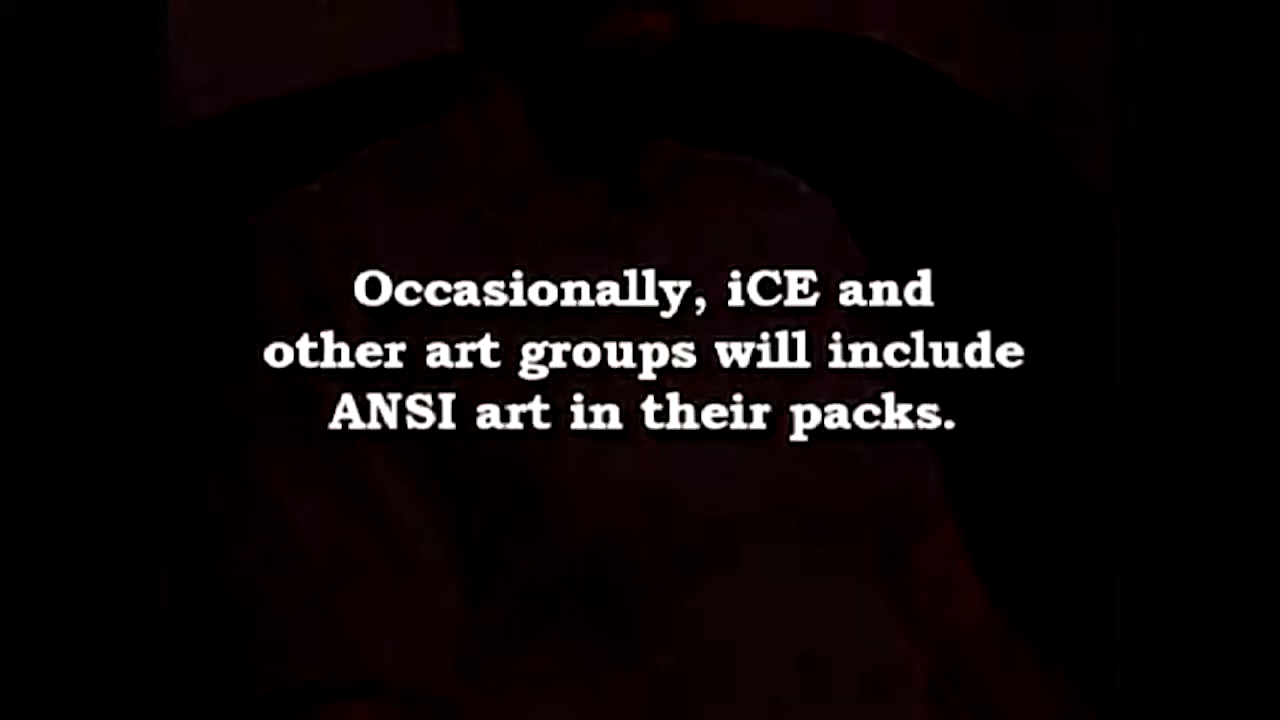 Occasionally, iCE and
other art groups will include
ANSI art in their packs.